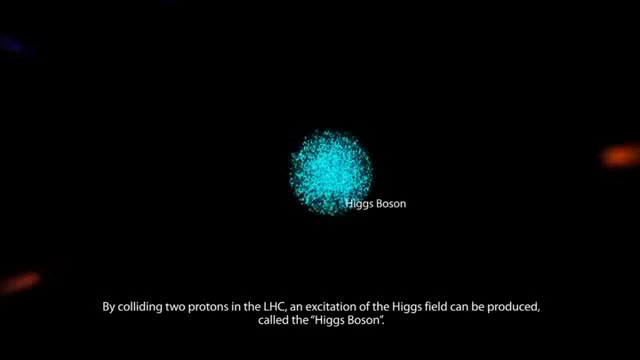 Higgs Boson
By colliding two protons in the LHC, an excitation of the Higgs field can be produced,
called the “Higgs Boson”.